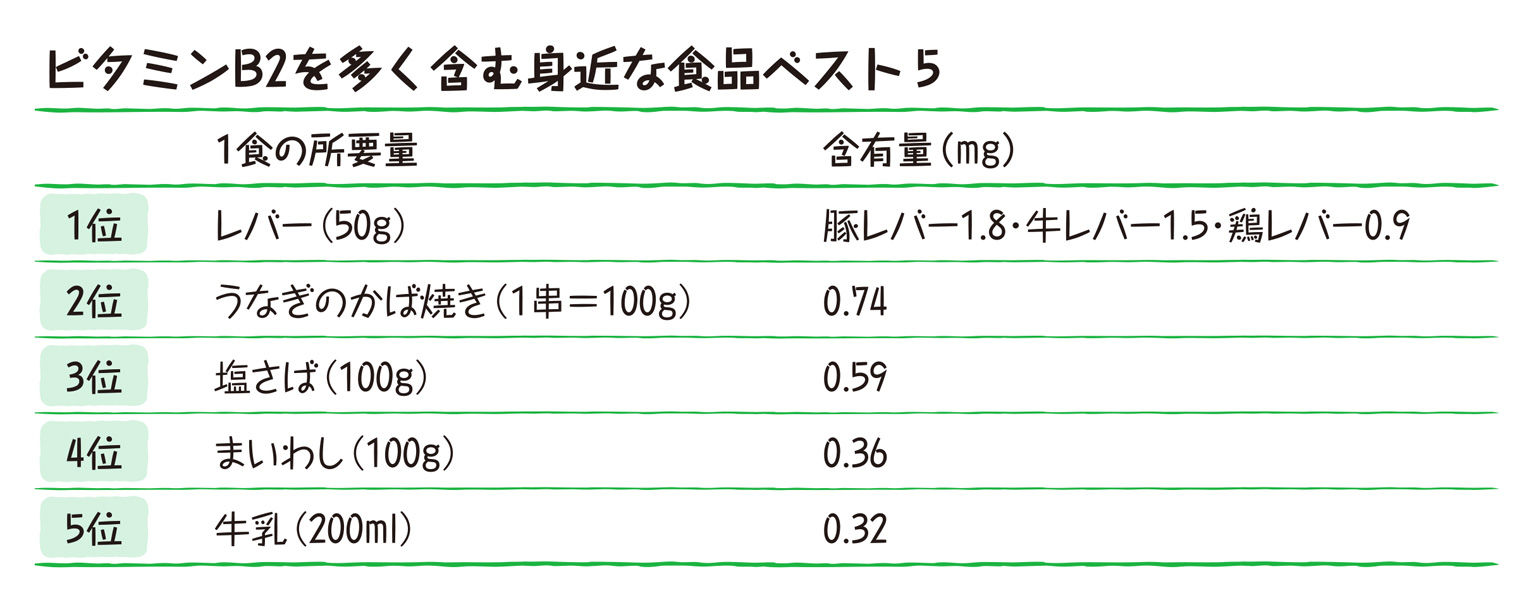 ビタミンB2を多く含む身近な食品ベスト5
1食の所要量 含有量(mg)
1位 レバー(50g) 豚レバー1.8・牛レバー1.5・鶏レバー0.9
2位 うなぎのかば焼き(1串=100g) 0.74
3位 塩さば(100g) 0.59
4位 まいわし(100g) 0.36
5位 牛乳(200ml) 0.32